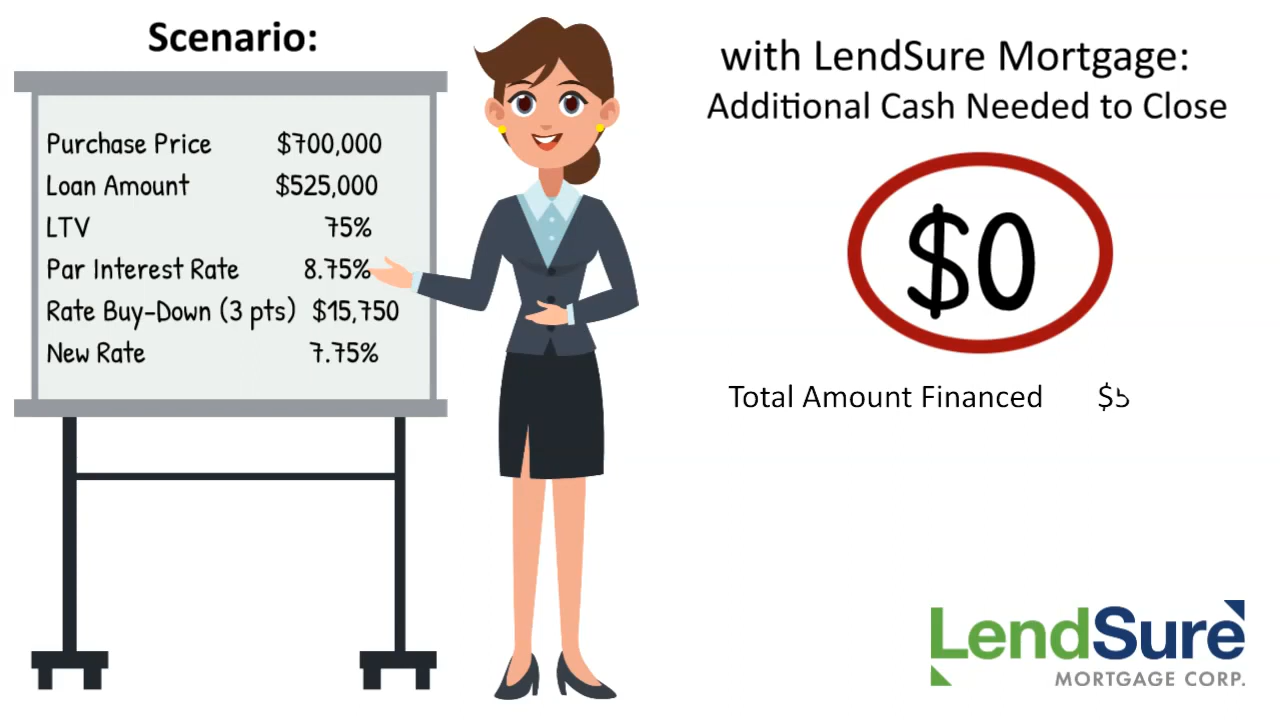 Scenario:
Purchase Price $700,000
Loan Amount $525,000
LTV 75%
Par Interest Rate 8.75%
Rate Buy-Down (3 pts) $15,750
New Rate 7.75%
with LendSure Mortgage:
Additional Cash Needed to Close
$0
Total Amount Financed
LendSure
MORTGAGE CORP.